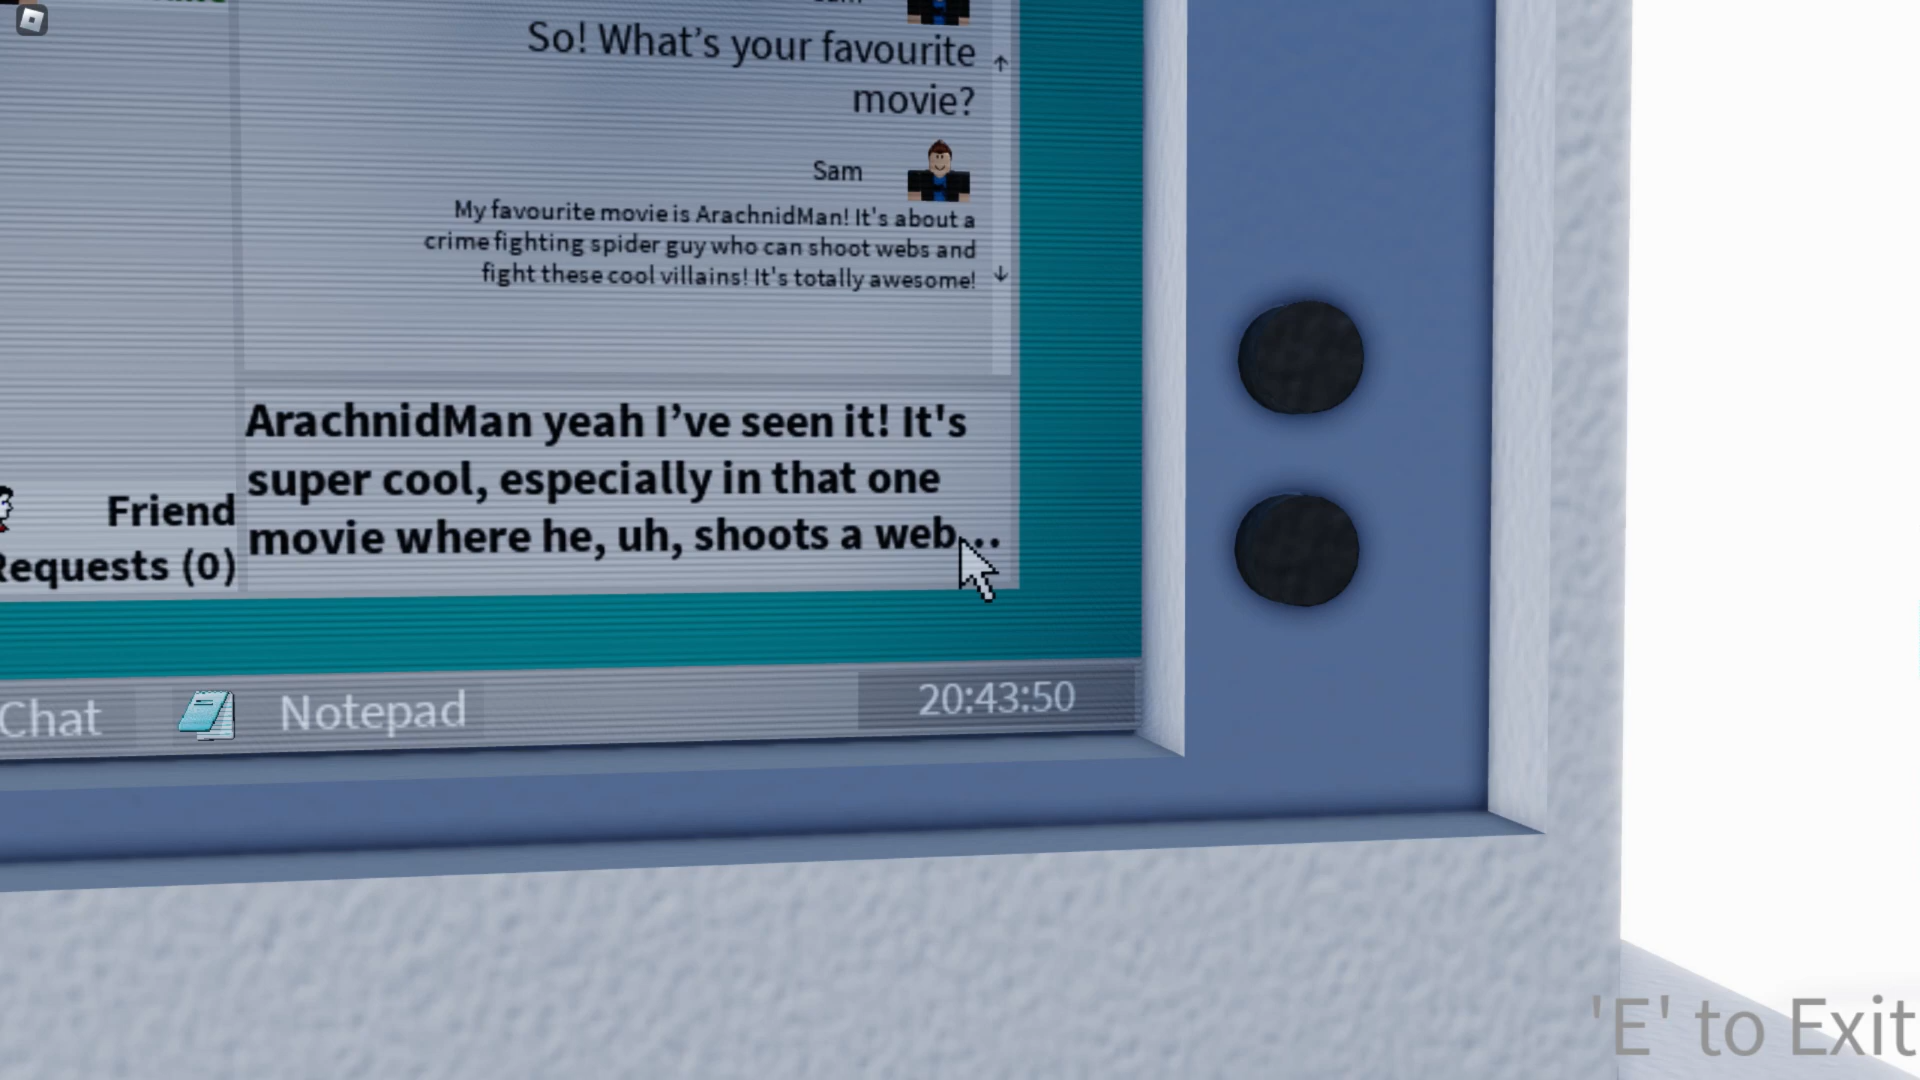 So! What’s your favourite
movie?
Sam
My favourite movie is ArachnidMan! It's about a
crime fighting spider guy who can shoot webs and
fight these cool villains! It's totally awesome!
ArachnidMan yeah I’ve seen it! It's
super cool, especially in that one
movie where he, uh, shoots a web...
Friend
Requests (0)
Chat
Notepad
20:43:50
'E' to Exit